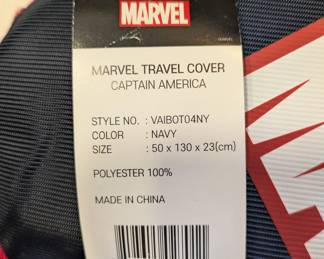 MARVEL
MARVEL TRAVEL COVER
CAPTAIN AMERICA
STYLE NO. : VAIBOT04NY
COLOR : NAVY
SIZE : 50 x 130 x 23(cm)
POLYESTER 100%
MADE IN CHINA